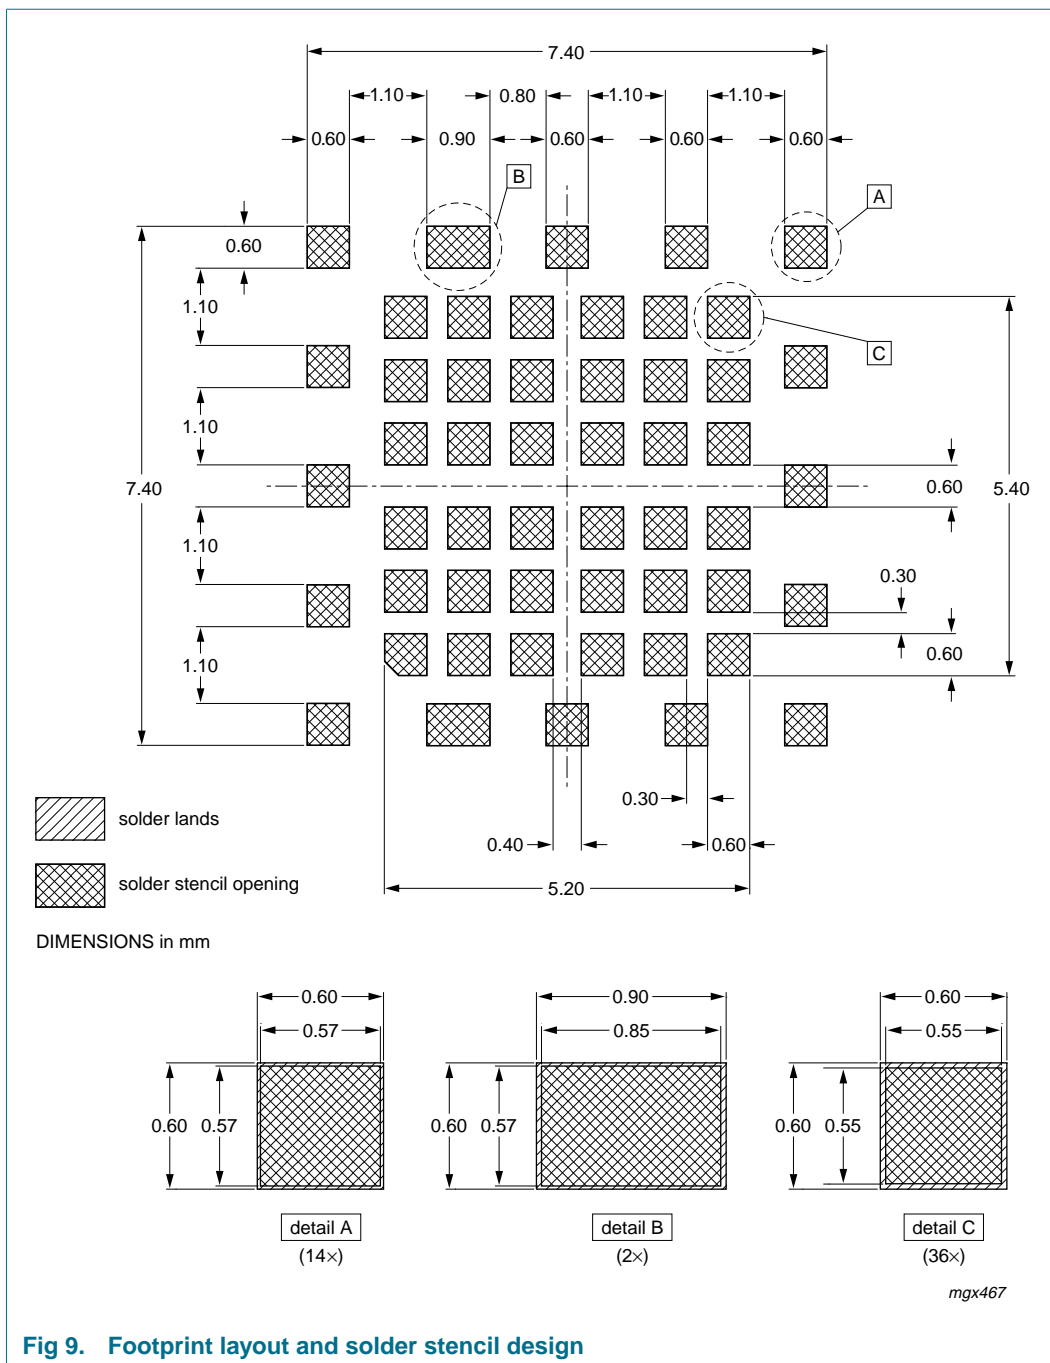 7.40
1.10 0.80 1.10 1.10
0.60 0.90 0.60 0.60 0.60
B
A
0.60
1.10
C
1.10
7.40 0.60 5.40
1.10
0.30
1.10 0.60
0.30
solder lands
0.40 0.60
solder stencil opening
5.20
DIMENSIONS in mm
0.60 0.90 0.60
0.57 0.85 0.55
0.60 0.57 0.60 0.57 0.60 0.55
detail A detail B detail C
(14×) (2×) (36×)
mgx467
Fig 9. Footprint layout and solder stencil design